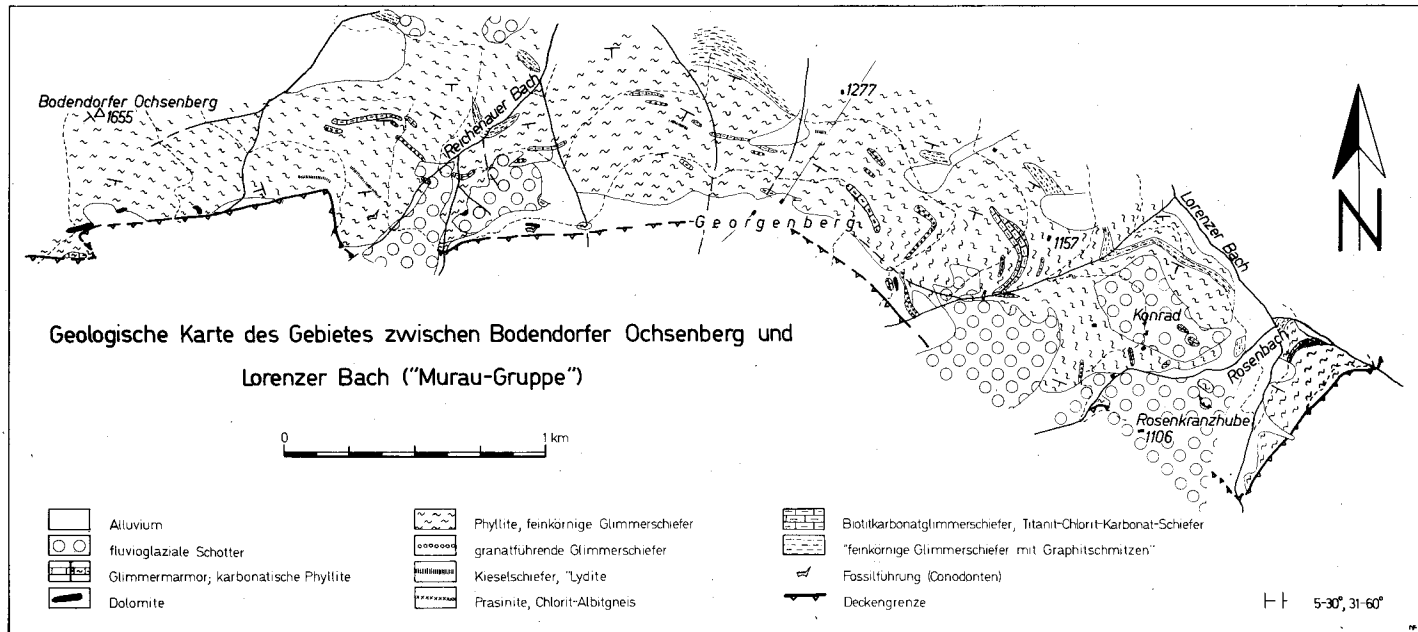 Bodendorfer Ochsenberg
1655
Reichenauer Bach
1277
Georgenberg
1157
Lorenzer Bach
Konrad
Rosenbach
Rosenkranzhube
1106
N
Geologische Karte des Gebietes zwischen Bodendorfer Ochsenberg und
Lorenzer Bach ("Murau-Gruppe")
0 1 km
Alluvium
fluvioglaziale Schotter
Glimmermarmor; karbonatische Phyllite
Dolomite
Phyllite, feinkörnige Glimmerschiefer
granatführende Glimmerschiefer
Kieselschiefer, "Lydite
Prasinite, Chlorit-Albitgneis
Biotitkarbonatglimmerschiefer, Titanit-Chlorit-Karbonat-Schiefer
"feinkörnige Glimmerschiefer mit Graphitschmitzen"
Fossilführung (Conodonten)
Deckengrenze
5-30°, 31-60°